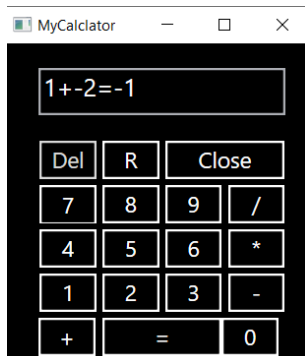 MyCalclator
1+-2=-1
Del R Close
7 8 9 /
4 5 6 *
1 2 3 -
+ = 0